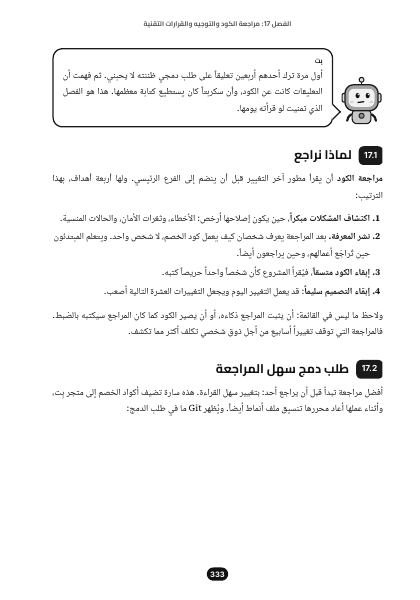 الفصل 17: مراجعة الكود والتوجيه والقرارات التقنية
بِت
أول مرة ترك أحدهم أربعين تعليقاً على طلب دمجي ظننته لا يحبني. ثم فهمت أن
التعليقات كانت عن الكود، وأن سكربتاً كان يستطيع كتابة معظمها. هذا هو الفصل
الذي تمنيت لو قرأته يومها.
17.1 لماذا نراجع
مراجعة الكود أن يقرأ مطور آخر التغيير قبل أن ينضم إلى الفرع الرئيسي. ولها أربعة أهداف، بهذا
الترتيب:
1. اكتشاف المشكلات مبكراً، حين يكون إصلاحها أرخص: الأخطاء، وثغرات الأمان، والحالات المنسية.
2. نشر المعرفة. بعد المراجعة يعرف شخصان كيف يعمل كود الخصم، لا شخص واحد. ويتعلم المبتدئون
حين تُراجَع أعمالهم، وحين يراجعون أيضاً.
3. إبقاء الكود متسقاً، فيُقرأ المشروع كأن شخصاً واحداً حريصاً كتبه.
4. إبقاء التصميم سليماً: قد يعمل التغيير اليوم ويجعل التغييرات العشرة التالية أصعب.
ولاحظ ما ليس في القائمة: أن يثبت المراجع ذكاءه، أو أن يصير الكود كما كان المراجع سيكتبه بالضبط.
فالمراجعة التي توقف تغييراً أسابيع من أجل ذوق شخصي تكلف أكثر مما تكشف.
17.2 طلب دمج سهل المراجعة
أفضل مراجعة تبدأ قبل أن يراجع أحد: بتغيير سهل القراءة. هذه سارة تضيف أكواد الخصم إلى متجر بِت،
وأثناء عملها أعاد محررها تنسيق ملف أنماط أيضاً. ويُظهر Git ما في طلب الدمج:
333